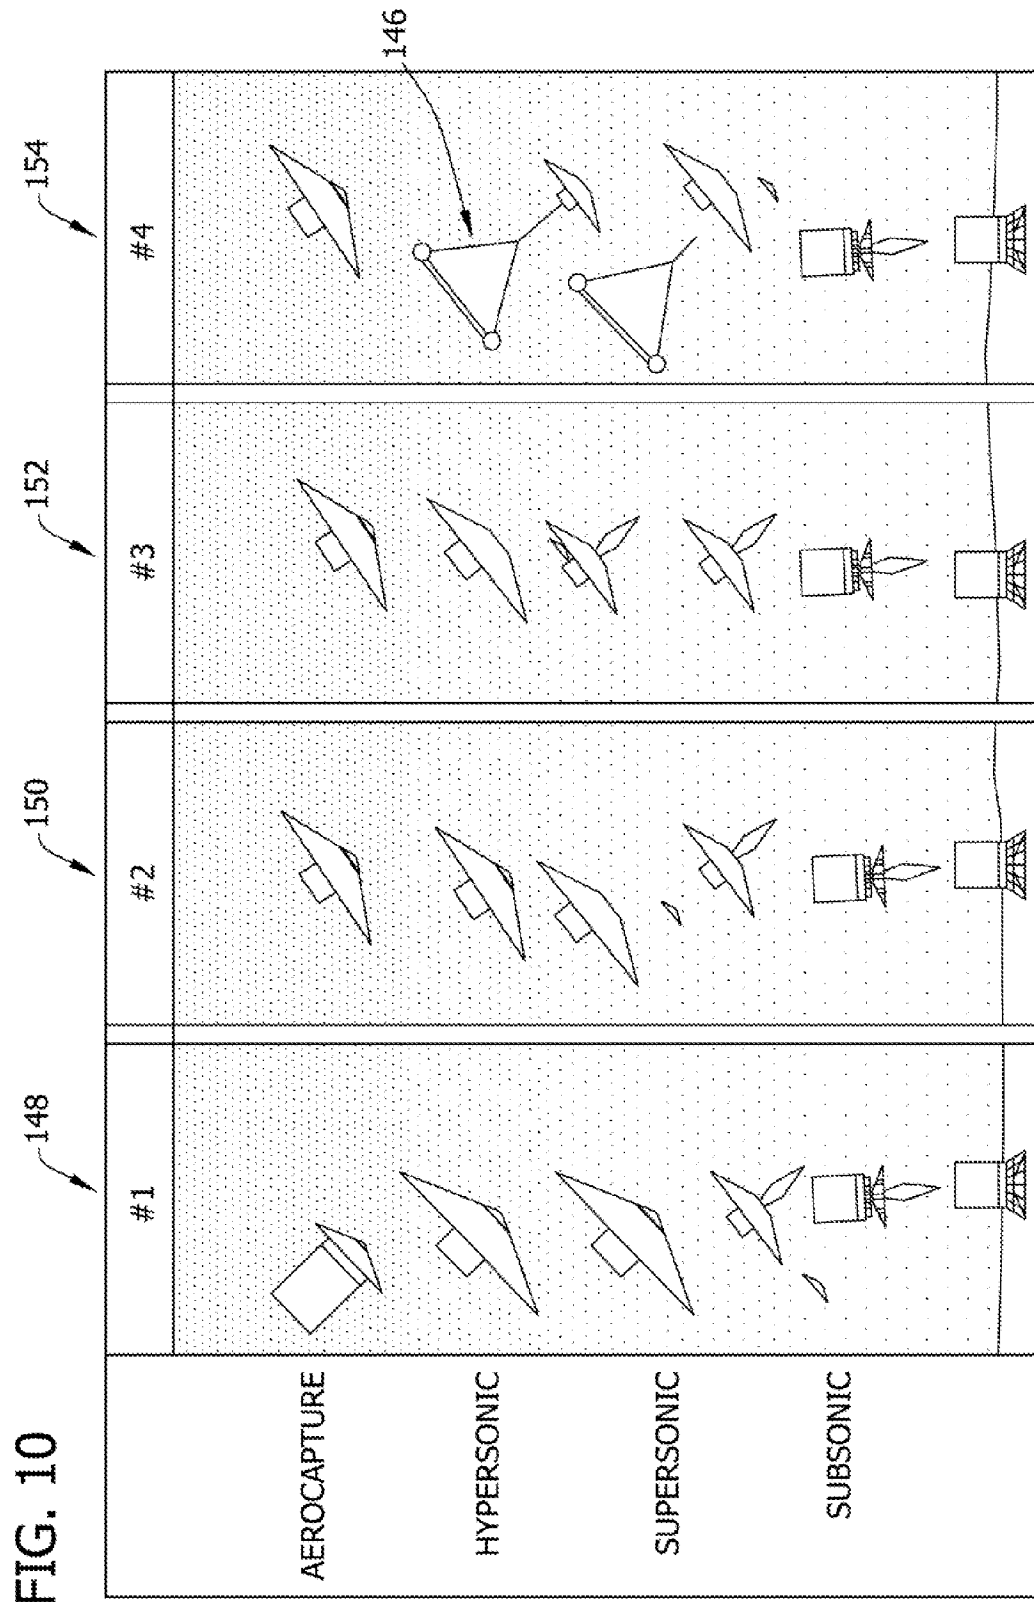 FIG. 10
148
150
152
154
#1
#2
#3
#4
146
AEROCAPTURE
HYPERSONIC
SUPERSONIC
SUBSONIC